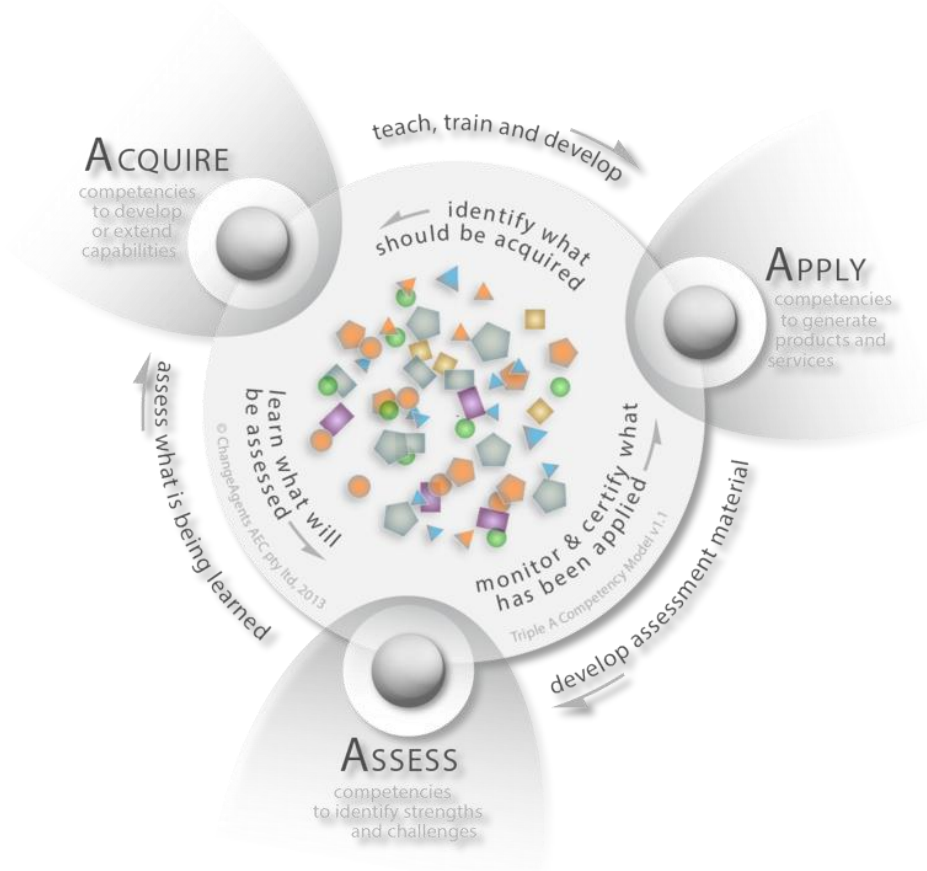 teach, train and develop
ACQUIRE
competencies
to develop
or extend
capabilities
identify what
should be acquired
APPLY
competencies
to generate
products and
services
assess what is being learned
learn what will
be assessed
© ChangeAgents AEC pty ltd, 2013
monitor & certify what
has been applied
Triple A Competency Model v1.1
develop assessment material
ASSESS
competencies
to identify strengths
and challenges